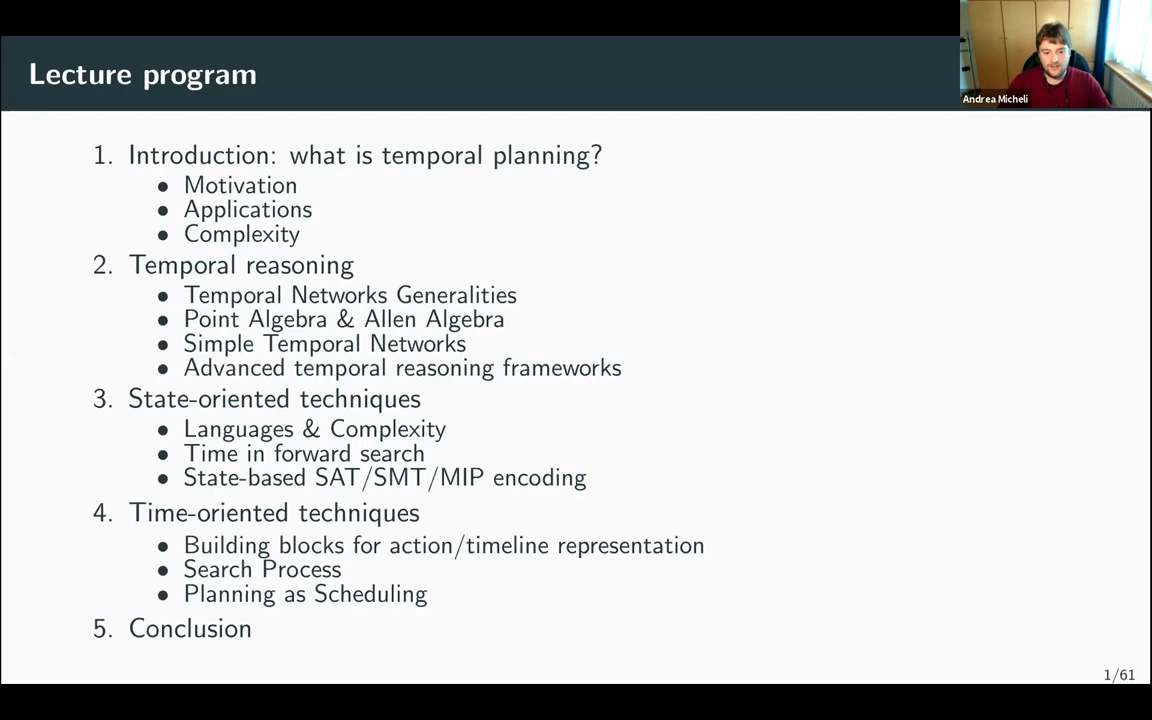 Lecture program
Andrea Micheli
1. Introduction: what is temporal planning?
• Motivation
• Applications
• Complexity
2. Temporal reasoning
• Temporal Networks Generalities
• Point Algebra & Allen Algebra
• Simple Temporal Networks
• Advanced temporal reasoning frameworks
3. State-oriented techniques
• Languages & Complexity
• Time in forward search
• State-based SAT/SMT/MIP encoding
4. Time-oriented techniques
• Building blocks for action/timeline representation
• Search Process
• Planning as Scheduling
5. Conclusion
1/61